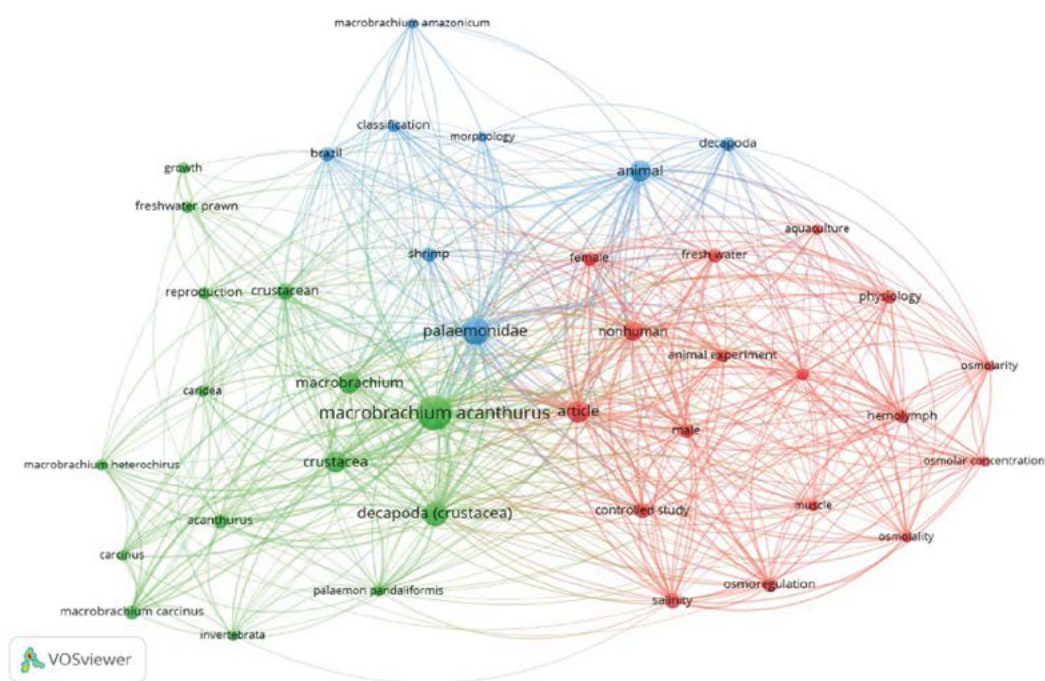 macrobrachium amazonicum
classification
morphology
decapoda
brazil
growth
animal
freshwater prawn
aquaculture
shrimp
female
fresh water
reproduction
crustacean
physiology
palaemonidae
nonhuman
animal experiment
osmolarity
macrobrachium
caridea
macrobrachium acanthurus
article
hemolymph
male
macrobrachium heterochirus
crustacea
osmolar concentration
muscle
acanthurus
decapoda (crustacea)
controlled study
osmolality
carcinus
palaemon pandaliformis
osmoregulation
salinity
macrobrachium carcinus
invertebrata
VOSviewer